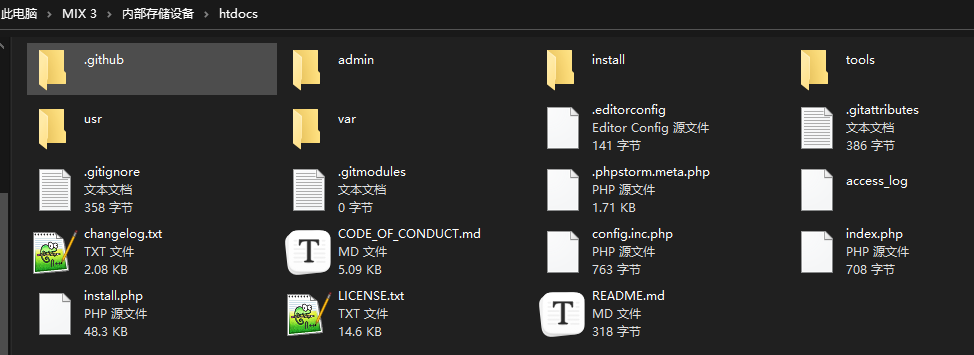 此电脑 > MIX 3 > 内部存储设备 > htdocs
.github
admin
install
tools
usr
var
.editorconfig
Editor Config 源文件
141 字节
.gitattributes
文本文档
386 字节
.gitignore
文本文档
358 字节
.gitmodules
文本文档
0 字节
.phpstorm.meta.php
PHP 源文件
1.71 KB
access_log
changelog.txt
TXT 文件
2.08 KB
CODE_OF_CONDUCT.md
MD 文件
5.09 KB
config.inc.php
PHP 源文件
763 字节
index.php
PHP 源文件
708 字节
install.php
PHP 源文件
48.3 KB
LICENSE.txt
TXT 文件
14.6 KB
README.md
MD 文件
318 字节